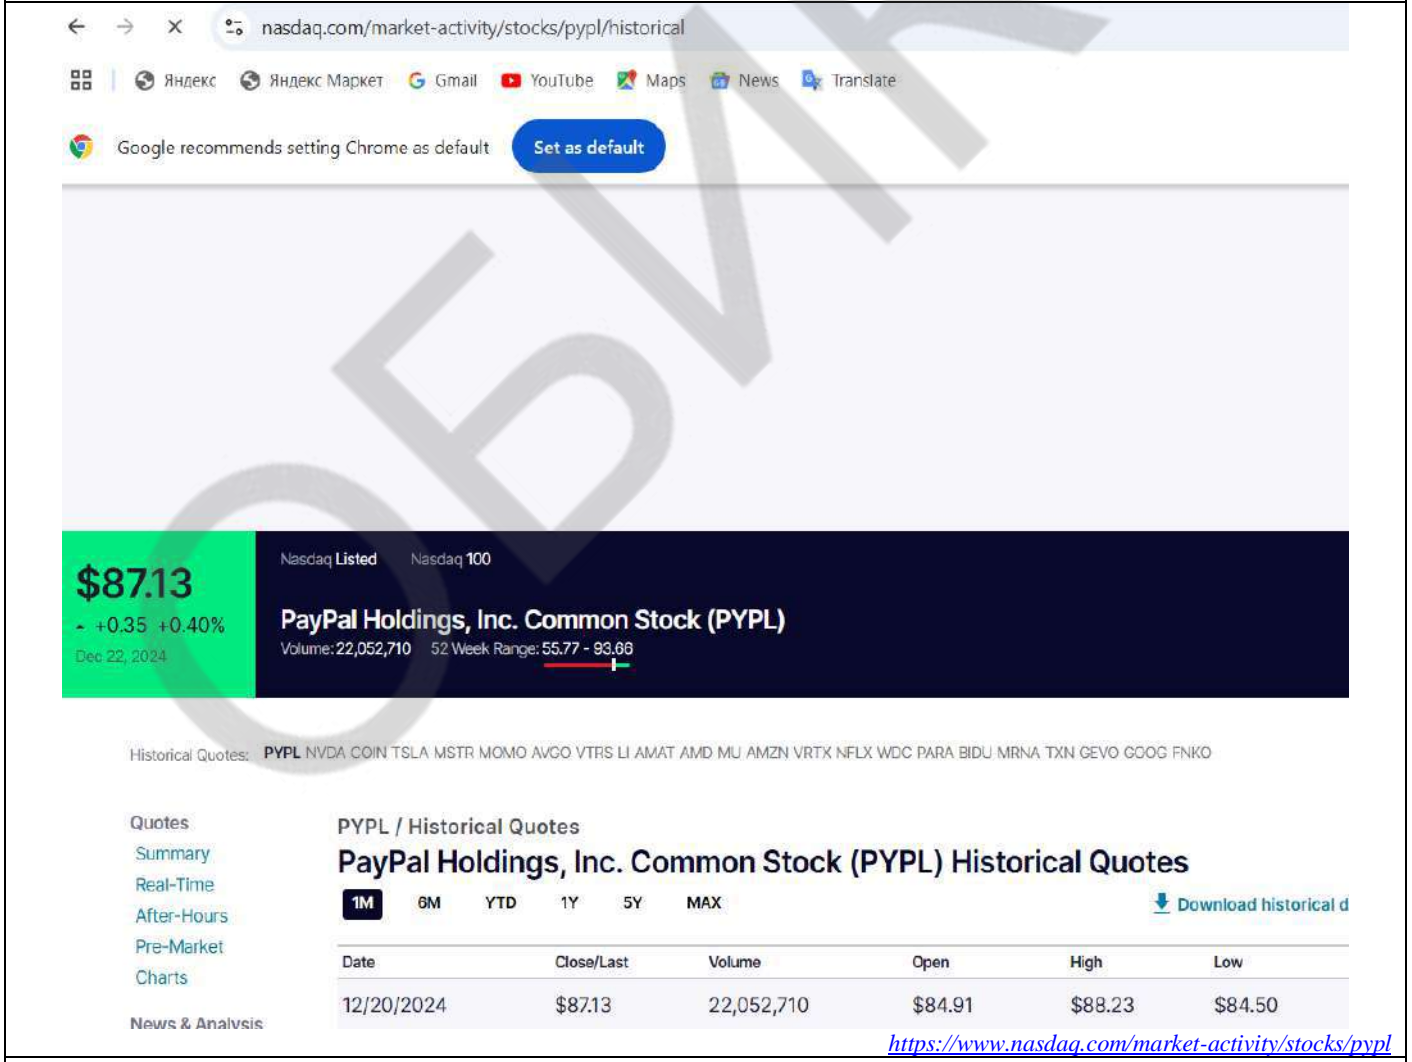 nasdaq.com/market-activity/stocks/pypl/historical
Яндекс Яндекс Маркет Gmail YouTube Maps News Translate
Google recommends setting Chrome as default Set as default
ОБИК
$87.13
+0.35 +0.40%
Dec 22, 2024
Nasdaq Listed Nasdaq 100
PayPal Holdings, Inc. Common Stock (PYPL)
Volume: 22,052,710 52 Week Range: 55.77 - 93.66
Historical Quotes: PYPL NVDA COIN TSLA MSTR MOMO AVGO VTRS LI AMAT AMD MU AMZN VRTX NFLX WDC PARA BIDU MRNA TXN GEVO GOOG FNKO
Quotes
Summary
Real-Time
After-Hours
Pre-Market
Charts
News & Analysis
PYPL / Historical Quotes
PayPal Holdings, Inc. Common Stock (PYPL) Historical Quotes
1M 6M YTD 1Y 5Y MAX
Download historical d
Date Close/Last Volume Open High Low
12/20/2024 $87.13 22,052,710 $84.91 $88.23 $84.50
https://www.nasdaq.com/market-activity/stocks/pypl